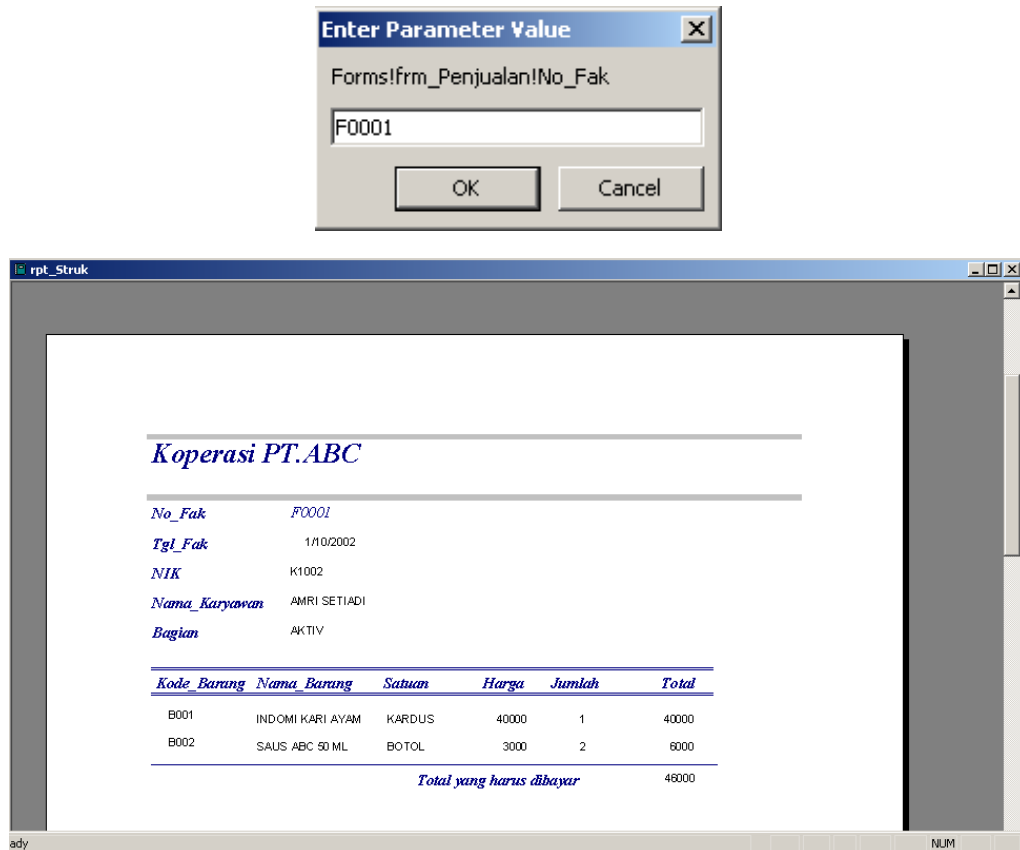 Enter Parameter Value
Forms!frm_Penjualan!No_Fak
F0001
OK Cancel
rpt_Struk
Koperasi PT.ABC
No_Fak F0001
Tgl_Fak 1/10/2002
NIK K1002
Nama_Karyawan AMRI SETIADI
Bagian AKTIV
Kode_Barang Nama_Barang Satuan Harga Jumlah Total
B001 INDOMI KARI AYAM KARDUS 40000 1 40000
B002 SAUS ABC 50 ML BOTOL 3000 2 6000
Total yang harus dibayar 46000
ady NUM